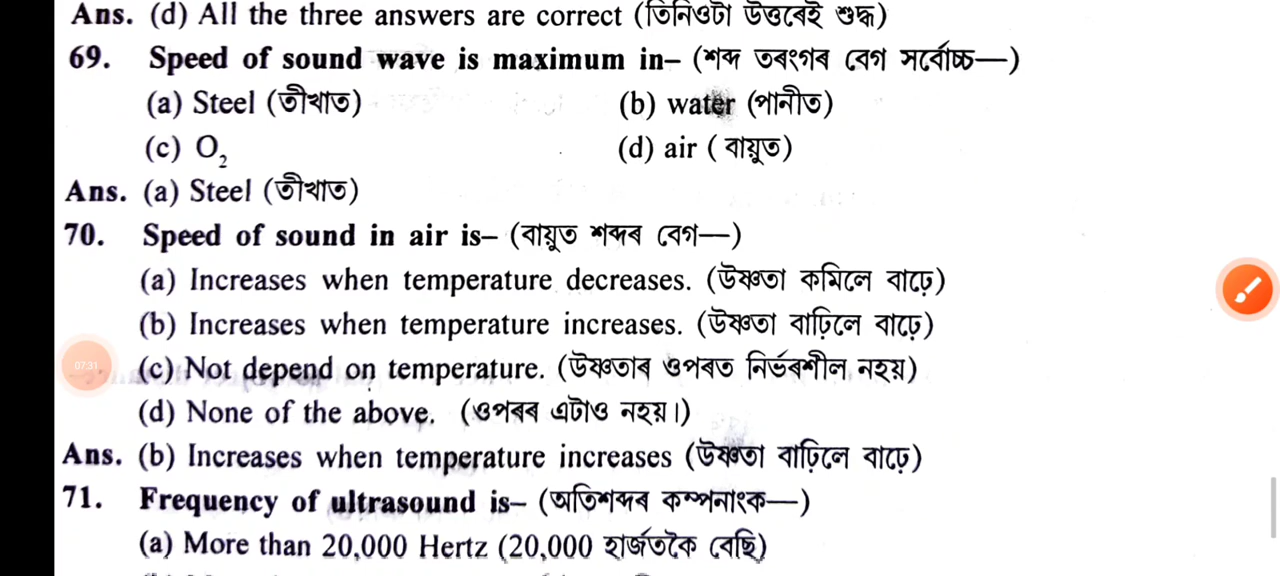 Ans. (d) All the three answers are correct (তিনিওটা উত্তৰেই শুদ্ধ)
69. Speed of sound wave is maximum in– (শব্দ তৰংগৰ বেগ সৰ্বোচ্চ—)
(a) Steel (তীখাত) (b) water (পানীত)
(c) O₂ (d) air ( বায়ুত)
Ans. (a) Steel (তীখাত)
70. Speed of sound in air is– (বায়ুত শব্দৰ বেগ—)
(a) Increases when temperature decreases. (উষ্ণতা কমিলে বাঢ়ে)
(b) Increases when temperature increases. (উষ্ণতা বাঢ়িলে বাঢ়ে)
07:31
(c) Not depend on temperature. (উষ্ণতাৰ ওপৰত নিৰ্ভৰশীল নহয়)
(d) None of the above. (ওপৰৰ এটাও নহয়।)
Ans. (b) Increases when temperature increases (উষ্ণতা বাঢ়িলে বাঢ়ে)
71. Frequency of ultrasound is– (অতিশব্দৰ কম্পনাংক—)
(a) More than 20,000 Hertz (20,000 হাৰ্জতকৈ বেছি)